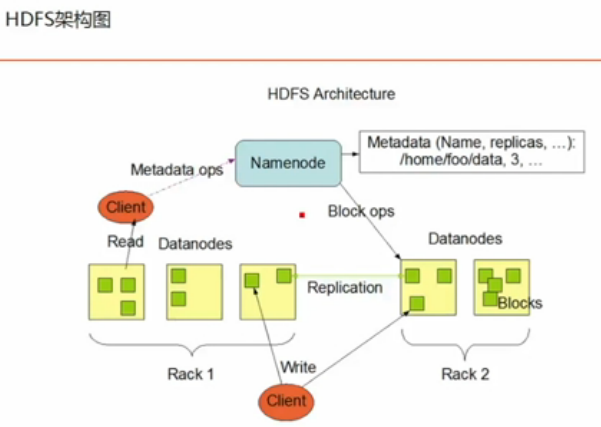 HDFS架构图
HDFS Architecture
Metadata (Name, replicas, ...):
/home/foo/data, 3, ...
Namenode
Metadata ops
Client
Block ops
Read
Datanodes
Datanodes
Replication
Blocks
Write
Rack 1
Rack 2
Client